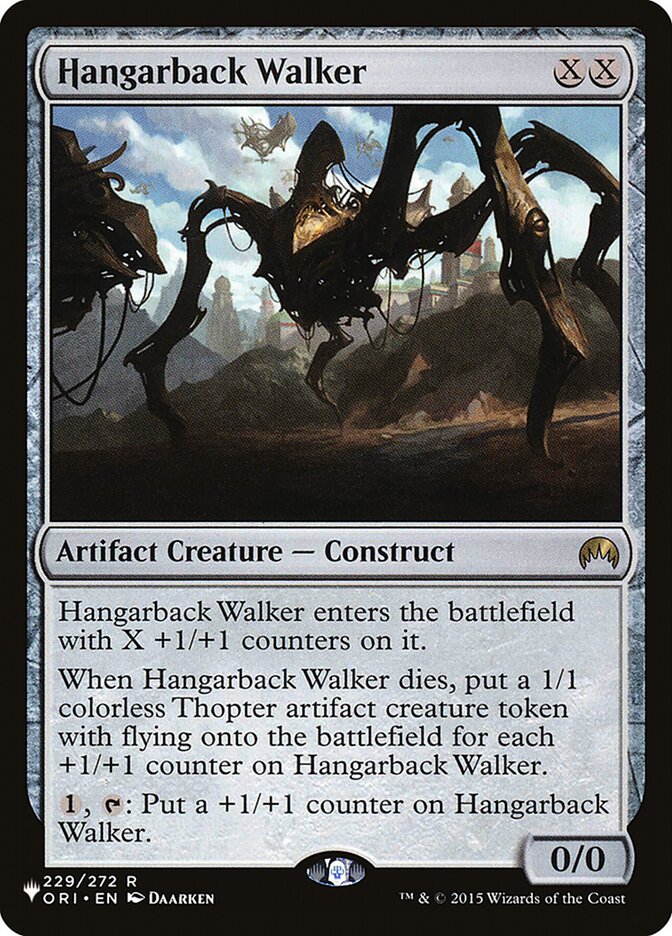 Hangarback Walker XX
Artifact Creature — Construct
Hangarback Walker enters the battlefield
with X +1/+1 counters on it.
When Hangarback Walker dies, put a 1/1
colorless Thopter artifact creature token
with flying onto the battlefield for each
+1/+1 counter on Hangarback Walker.
1, : Put a +1/+1 counter on Hangarback
Walker.
0/0
229/272 R
ORI • EN Daarken
™ & © 2015 Wizards of the Coast